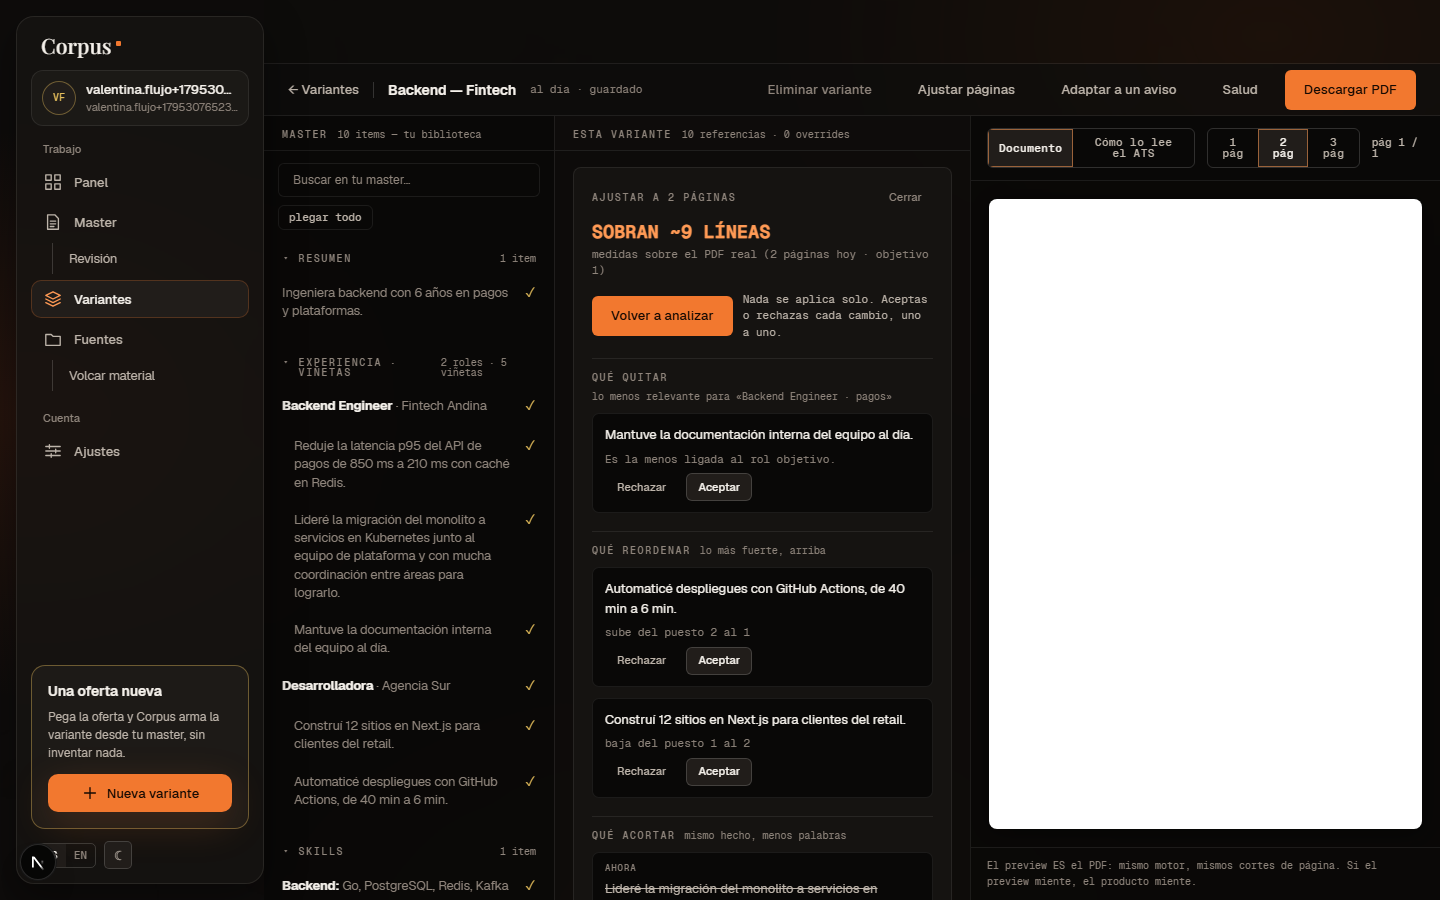 Corpus
VF
valentina.flujo+179530...
valentina.flujo+17953076523...
Trabajo
Panel
Master
Revisión
Variantes
Fuentes
Volcar material
Cuenta
Ajustes
Una oferta nueva
Pega la oferta y Corpus arma la
variante desde tu master, sin
inventar nada.
+ Nueva variante
EN
← Variantes
Backend — Fintech
al día · guardado
Eliminar variante
Ajustar páginas
Adaptar a un aviso
Salud
Descargar PDF
MASTER 10 items — tu biblioteca
Buscar en tu master…
plegar todo
RESUMEN 1 item
Ingeniera backend con 6 años en pagos ✓
y plataformas.
EXPERIENCIA · 2 roles · 5
VIÑETAS viñetas
Backend Engineer · Fintech Andina ✓
Reduje la latencia p95 del API de ✓
pagos de 850 ms a 210 ms con caché
en Redis.
Lideré la migración del monolito a ✓
servicios en Kubernetes junto al
equipo de plataforma y con mucha
coordinación entre áreas para
lograrlo.
Mantuve la documentación interna ✓
del equipo al día.
Desarrolladora · Agencia Sur ✓
Construí 12 sitios en Next.js para ✓
clientes del retail.
Automaticé despliegues con GitHub ✓
Actions, de 40 min a 6 min.
SKILLS 1 item
Backend: Go, PostgreSQL, Redis, Kafka ✓
ESTA VARIANTE 10 referencias · 0 overrides
AJUSTAR A 2 PÁGINAS
Cerrar
SOBRAN ~9 LÍNEAS
medidas sobre el PDF real (2 páginas hoy · objetivo
1)
Volver a analizar
Nada se aplica solo. Aceptas
o rechazas cada cambio, uno
a uno.
QUÉ QUITAR
lo menos relevante para «Backend Engineer · pagos»
Mantuve la documentación interna del equipo al día.
Es la menos ligada al rol objetivo.
Rechazar Aceptar
QUÉ REORDENAR lo más fuerte, arriba
Automaticé despliegues con GitHub Actions, de 40
min a 6 min.
sube del puesto 2 al 1
Rechazar Aceptar
Construí 12 sitios en Next.js para clientes del retail.
baja del puesto 1 al 2
Rechazar Aceptar
QUÉ ACORTAR mismo hecho, menos palabras
AHORA
Lideré la migración del monolito a servicios en
Documento
Cómo lo lee
el ATS
1
pág
2
pág
3
pág
pág 1 /
1
El preview ES el PDF: mismo motor, mismos cortes de página. Si el
preview miente, el producto miente.